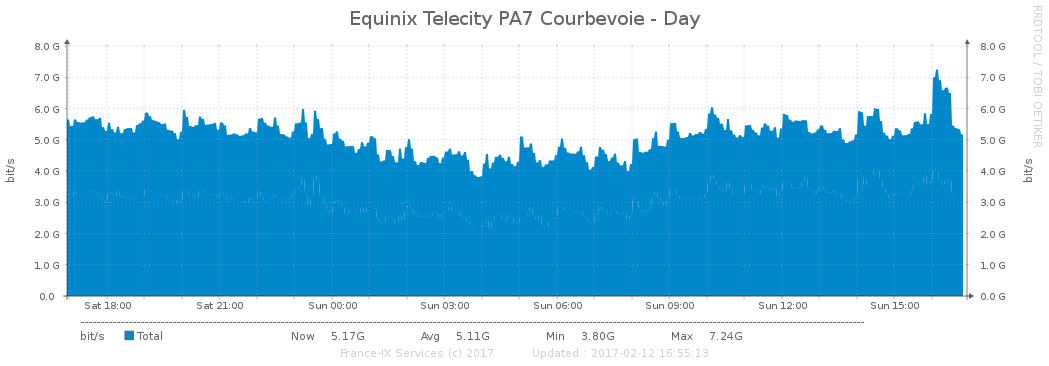 Equinix Telecity PA7 Courbevoie - Day
RRDTOOL / TOBI OETIKER
bit/s
bit/s
8.0 G 8.0 G
7.0 G 7.0 G
6.0 G 6.0 G
5.0 G 5.0 G
4.0 G 4.0 G
3.0 G 3.0 G
2.0 G 2.0 G
1.0 G 1.0 G
0.0 0.0 G
Sat 18:00 Sat 21:00 Sun 00:00 Sun 03:00 Sun 06:00 Sun 09:00 Sun 12:00 Sun 15:00
bit/s Total Now 5.17G Avg 5.11G Min 3.80G Max 7.24G
France-IX Services (c) 2017 Updated : 2017-02-12 16:55:13